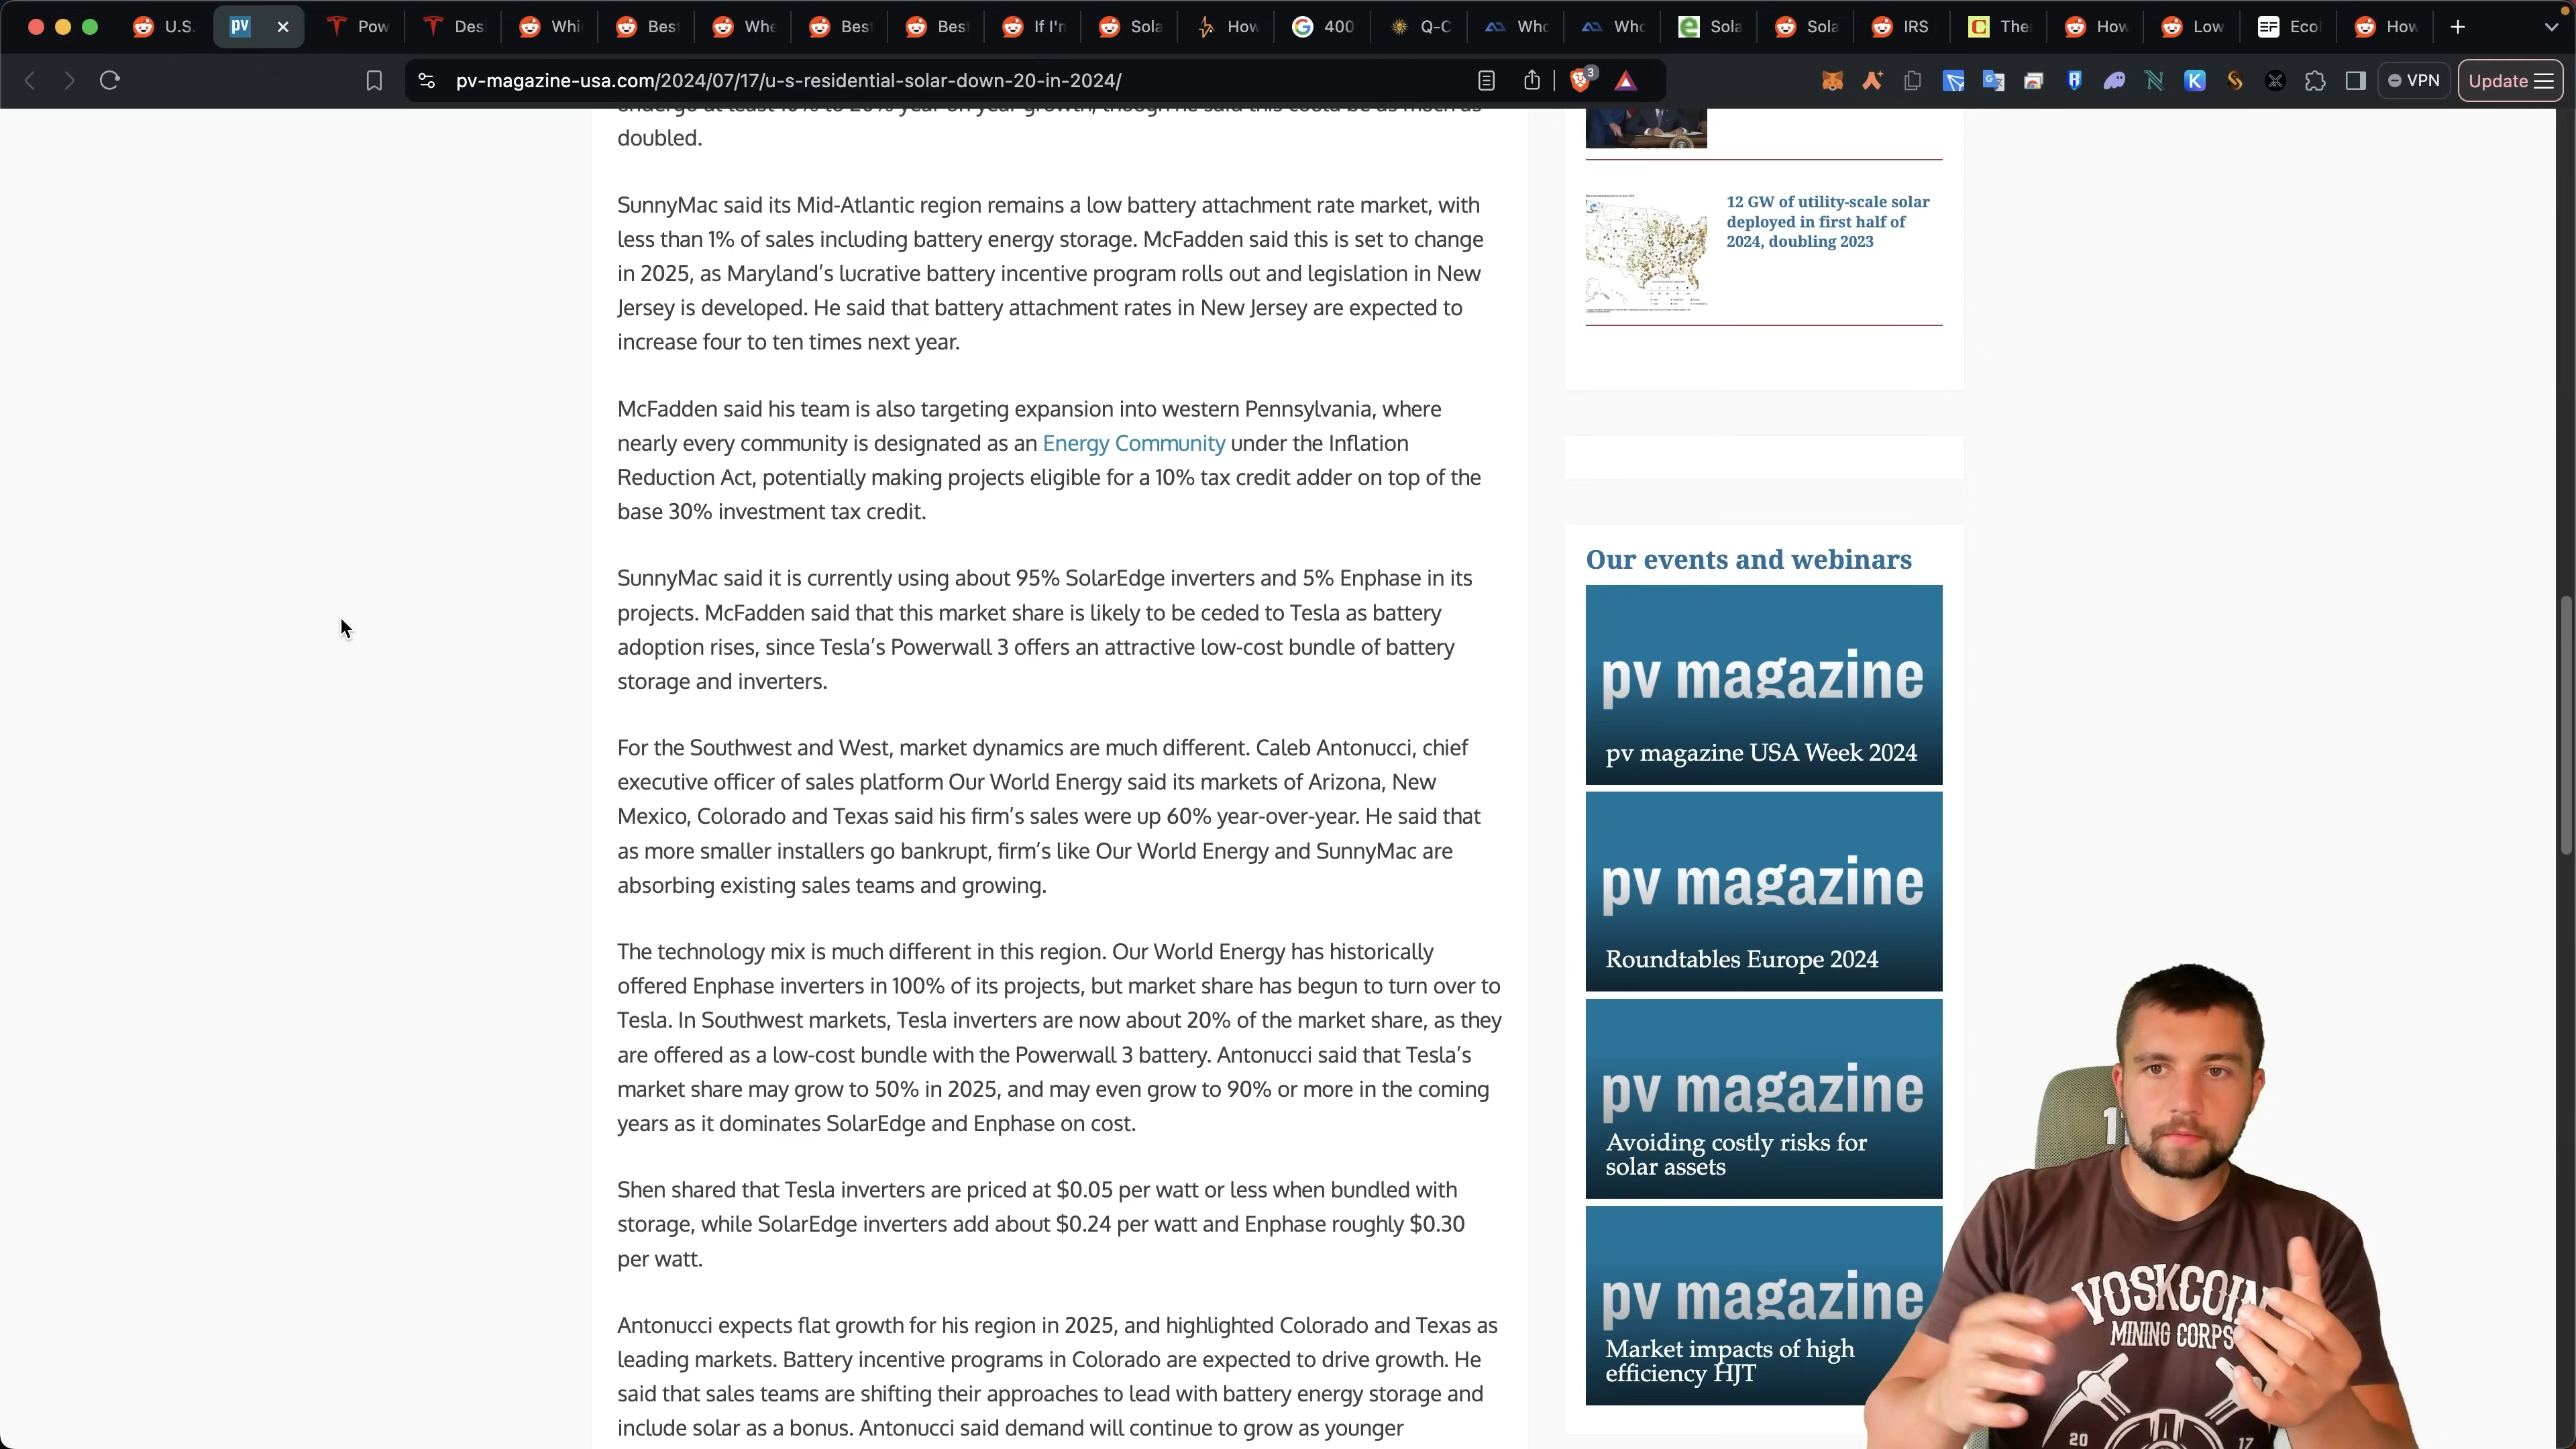 U.S.
pv
Pow
Desi
Whi
Best
Whe
Best
Best
If I'm
Sola
How
400
Q-C
Who
Who
Sola
Sola
IRS
The
How
Low
Ecol
How
pv-magazine-usa.com/2024/07/17/u-s-residential-solar-down-20-in-2024/
3
VPN
Update
undergo at least 10% to 20% year-on-year growth, though he said this could be as much as
doubled.
SunnyMac said its Mid-Atlantic region remains a low battery attachment rate market, with
less than 1% of sales including battery energy storage. McFadden said this is set to change
in 2025, as Maryland’s lucrative battery incentive program rolls out and legislation in New
Jersey is developed. He said that battery attachment rates in New Jersey are expected to
increase four to ten times next year.
McFadden said his team is also targeting expansion into western Pennsylvania, where
nearly every community is designated as an Energy Community under the Inflation
Reduction Act, potentially making projects eligible for a 10% tax credit adder on top of the
base 30% investment tax credit.
SunnyMac said it is currently using about 95% SolarEdge inverters and 5% Enphase in its
projects. McFadden said that this market share is likely to be ceded to Tesla as battery
adoption rises, since Tesla’s Powerwall 3 offers an attractive low-cost bundle of battery
storage and inverters.
For the Southwest and West, market dynamics are much different. Caleb Antonucci, chief
executive officer of sales platform Our World Energy said its markets of Arizona, New
Mexico, Colorado and Texas said his firm’s sales were up 60% year-over-year. He said that
as more smaller installers go bankrupt, firm’s like Our World Energy and SunnyMac are
absorbing existing sales teams and growing.
The technology mix is much different in this region. Our World Energy has historically
offered Enphase inverters in 100% of its projects, but market share has begun to turn over to
Tesla. In Southwest markets, Tesla inverters are now about 20% of the market share, as they
are offered as a low-cost bundle with the Powerwall 3 battery. Antonucci said that Tesla’s
market share may grow to 50% in 2025, and may even grow to 90% or more in the coming
years as it dominates SolarEdge and Enphase on cost.
Shen shared that Tesla inverters are priced at $0.05 per watt or less when bundled with
storage, while SolarEdge inverters add about $0.24 per watt and Enphase roughly $0.30
per watt.
Antonucci expects flat growth for his region in 2025, and highlighted Colorado and Texas as
leading markets. Battery incentive programs in Colorado are expected to drive growth. He
said that sales teams are shifting their approaches to lead with battery energy storage and
include solar as a bonus. Antonucci said demand will continue to grow as younger
12 GW of utility-scale solar
deployed in first half of
2024, doubling 2023
Our events and webinars
pv magazine
pv magazine USA Week 2024
pv magazine
Roundtables Europe 2024
pv magazine
Avoiding costly risks for
solar assets
pv magazine
Market impacts of high
efficiency HJT
VOSKCOIN
MINING CORPS
20 17